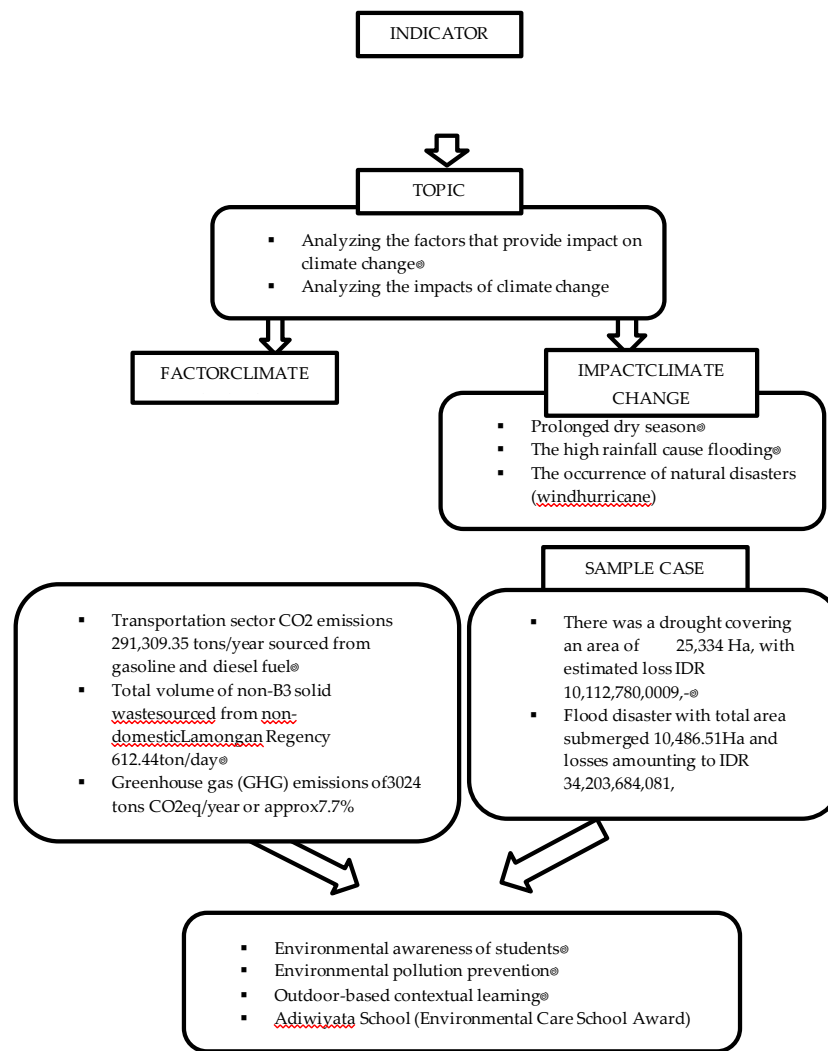 INDICATOR
TOPIC
▪ Analyzing the factors that provide impact on
climate change
▪ Analyzing the impacts of climate change
FACTORCLIMATE
IMPACTCLIMATE
CHANGE
▪ Prolonged dry season
▪ The high rainfall cause flooding
▪ The occurrence of natural disasters
(windhurricane)
SAMPLE CASE
▪ Transportation sector CO2 emissions
291,309.35 tons/year sourced from
gasoline and diesel fuel
▪ Total volume of non-B3 solid
wastesourced from non-
domesticLamongan Regency
612.44ton/day
▪ Greenhouse gas (GHG) emissions of3024
tons CO2eq/year or approx7.7%
▪ There was a drought covering
an area of 25,334 Ha, with
estimated loss IDR
10,112,780,0009,-
▪ Flood disaster with total area
submerged 10,486.51Ha and
losses amounting to IDR
34,203,684,081,
▪ Environmental awareness of students
▪ Environmental pollution prevention
▪ Outdoor-based contextual learning
▪ Adiwiyata School (Environmental Care School Award)